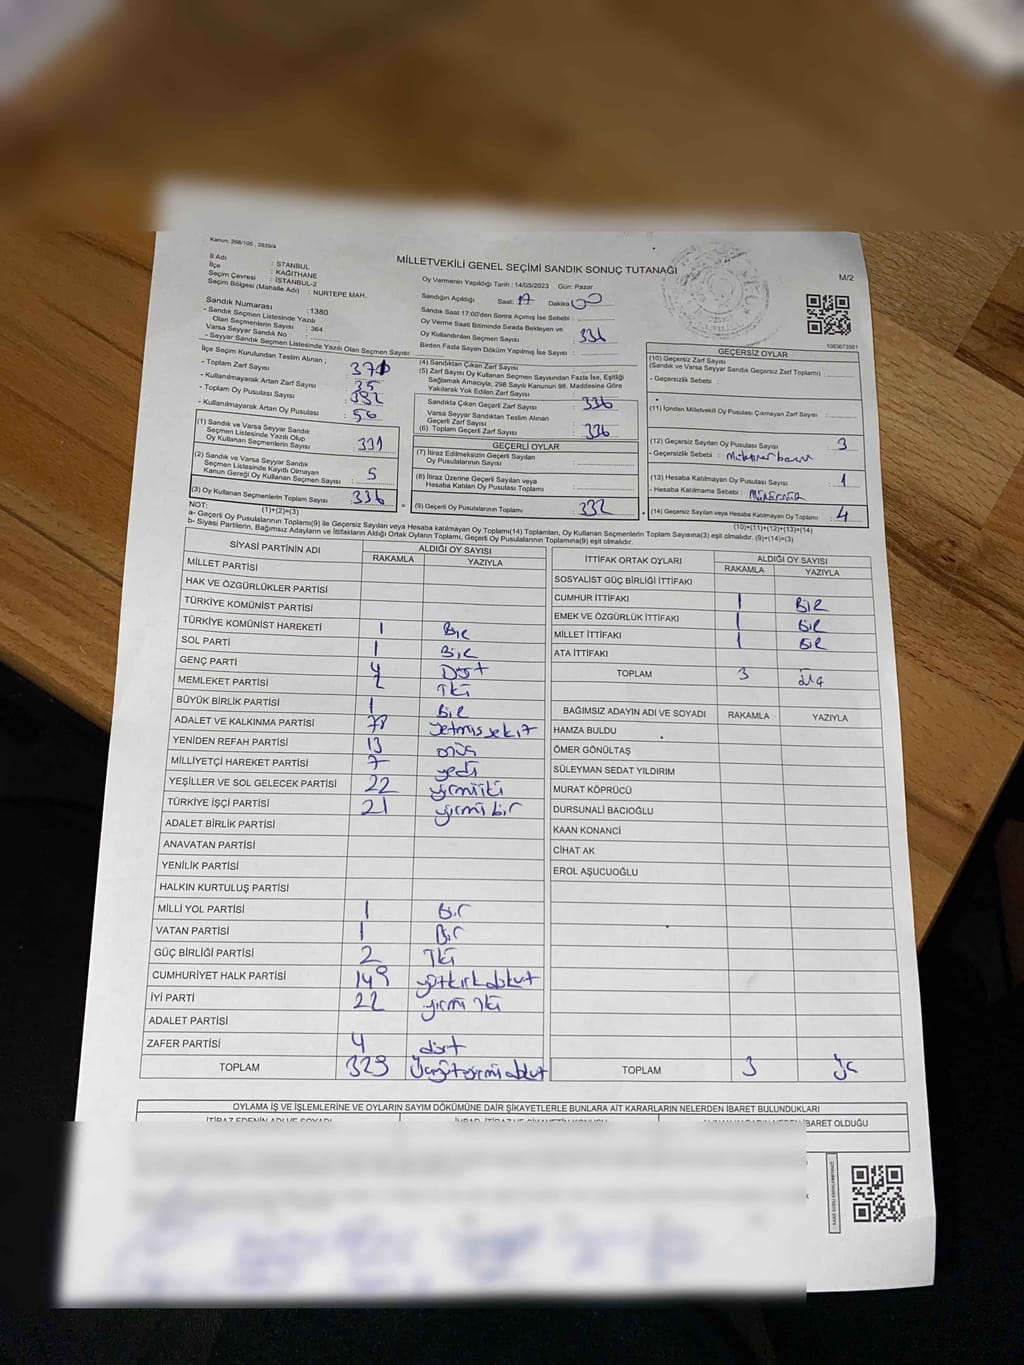 Kanun: 298/105 , 2839/4
MİLLETVEKİLİ GENEL SEÇİMİ SANDIK SONUÇ TUTANAĞI
M/2
İl Adı : İSTANBUL
İlçe : KAĞITHANE
Seçim Çevresi : İSTANBUL-2
Seçim Bölgesi (Mahalle Adı) : NURTEPE MAH.
Sandık Numarası : 1380
- Sandık Seçmen Listesinde Yazılı
Olan Seçmenlerin Sayısı : 364
Varsa Seyyar Sandık No :
- Seyyar Sandık Seçmen Listesinde Yazılı Olan Seçmen Sayısı:
Oy Vermenin Yapıldığı Tarih : 14/05/2023 Gün: Pazar
Sandığın Açıldığı Saat: 17 Dakika 00
Sandık Saat 17:00'den Sonra Açılmış İse Sebebi :
Oy Verme Saati Bitiminde Sırada Bekleyen ve
Oy Kullandırılan Seçmen Sayısı : 336
Birden Fazla Sayım Döküm Yapılmış İse Sayısı :
1083673561
İlçe Seçim Kurulundan Teslim Alınan ;
- Toplam Zarf Sayısı : 371
- Kullanılmayarak Artan Zarf Sayısı : 35
- Toplam Oy Pusulası Sayısı : 392
- Kullanılmayarak Artan Oy Pusulası : 56
(1) Sandık ve Varsa Seyyar Sandık
Seçmen Listesinde Yazılı Olup
Oy Kullanan Seçmenlerin Sayısı : 331
(2) Sandık ve Varsa Seyyar Sandık
Seçmen Listesinde Kayıtlı Olmayan
Kanun Gereği Oy Kullanan Seçmen Sayısı : 5
(3) Oy Kullanan Seçmenlerin Toplam Sayısı : 336
(1)+(2)=(3)
(4) Sandıktan Çıkan Zarf Sayısı :
(5) Zarf Sayısı Oy Kullanan Seçmen Sayısından Fazla İse, Eşitliği
Sağlamak Amacıyla, 298 Sayılı Kanunun 98. Maddesine Göre
Yakılarak Yok Edilen Zarf Sayısı :
Sandıkla Çıkan Geçerli Zarf Sayısı : 336
Varsa Seyyar Sandıktan Teslim Alınan
Geçerli Zarf Sayısı :
(6) Toplam Geçerli Zarf Sayısı : 336
GEÇERLİ OYLAR
(7) İtiraz Edilmeksizin Geçerli Sayılan
Oy Pusulalarının Sayısı :
(8) İtiraz Üzerine Geçerli Sayılan veya
Hesaba Katılan Oy Pusulası Toplamı :
(9) Geçerli Oy Pusulalarının Toplamı : 332
GEÇERSİZ OYLAR
(10) Geçersiz Zarf Sayısı
(Sandık ve Varsa Seyyar Sandık Geçersiz Zarf Toplamı) :
- Geçersizlik Sebebi :
(11) İçinden Milletvekili Oy Pusulası Çıkmayan Zarf Sayısı :
(12) Geçersiz Sayılan Oy Pusulası Sayısı : 3
- Geçersizlik Sebebi :
(13) Hesaba Katılmayan Oy Pusulası Sayısı : 1
- Hesaba Katılmama Sebebi :
(14) Geçersiz Sayılan veya Hesaba Katılmayan Oy Toplamı : 4
(10)+(11)+(12)+(13)=(14)
NOT:
a- Geçerli Oy Pusulalarının Toplamı(9) ile Geçersiz Sayılan veya Hesaba katılmayan Oy Toplamı(14) Toplamları, Oy Kullanan Seçmenlerin Toplam Sayısına(3) eşit olmalıdır. (9)+(14)=(3)
b- Siyasi Partilerin, Bağımsız Adayların ve İttifakların Aldığı Ortak Oyların Toplamı, Geçerli Oy Pusulalarının Toplamına(9) eşit olmalıdır.
SİYASİ PARTİNİN ADI ALDIĞI OY SAYISI
RAKAMLA YAZIYLA
MİLLET PARTİSİ
HAK VE ÖZGÜRLÜKLER PARTİSİ
TÜRKİYE KOMÜNİST PARTİSİ
TÜRKİYE KOMÜNİST HAREKETİ 1 Bir
SOL PARTİ 1 Bir
GENÇ PARTİ 4 Dört
MEMLEKET PARTİSİ 2 İki
BÜYÜK BİRLİK PARTİSİ 1 Bir
ADALET VE KALKINMA PARTİSİ 78 yetmişsekiz
YENİDEN REFAH PARTİSİ 13 onüç
MİLLİYETÇİ HAREKET PARTİSİ 7 yedi
YEŞİLLER VE SOL GELECEK PARTİSİ 22 yirmiiki
TÜRKİYE İŞÇİ PARTİSİ 21 yirmi bir
ADALET BİRLİK PARTİSİ
ANAVATAN PARTİSİ
YENİLİK PARTİSİ
HALKIN KURTULUŞ PARTİSİ
MİLLİ YOL PARTİSİ 1 Bir
VATAN PARTİSİ 1 Bir
GÜÇ BİRLİĞİ PARTİSİ 2 İki
CUMHURİYET HALK PARTİSİ 149 yüzkırkdokuz
İYİ PARTİ 22 yirmi iki
ADALET PARTİSİ
ZAFER PARTİSİ 4 dört
TOPLAM 329 Üçyüzyirmidokuz
İTTİFAK ORTAK OYLARI ALDIĞI OY SAYISI
RAKAMLA YAZIYLA
SOSYALİST GÜÇ BİRLİĞİ İTTİFAKI
CUMHUR İTTİFAKI 1 Bir
EMEK VE ÖZGÜRLÜK İTTİFAKI 1 Bir
MİLLET İTTİFAKI 1 Bir
ATA İTTİFAKI
TOPLAM 3 üç
BAĞIMSIZ ADAYIN ADI VE SOYADI RAKAMLA YAZIYLA
HAMZA BULDU
ÖMER GÖNÜLTAŞ
SÜLEYMAN SEDAT YILDIRIM
MURAT KÖPRÜCÜ
DURSUNALİ BACIOĞLU
KAAN KONANCİ
CİHAT AK
EROL AŞUCUOĞLU
TOPLAM 3 üç
OYLAMA İŞ VE İŞLEMLERİNE VE OYLARIN SAYIM DÖKÜMÜNE DAİR ŞİKAYETLERLE BUNLARA AİT KARARLARIN NELERDEN İBARET BULUNDUKLARI
İBARET OLDUĞU